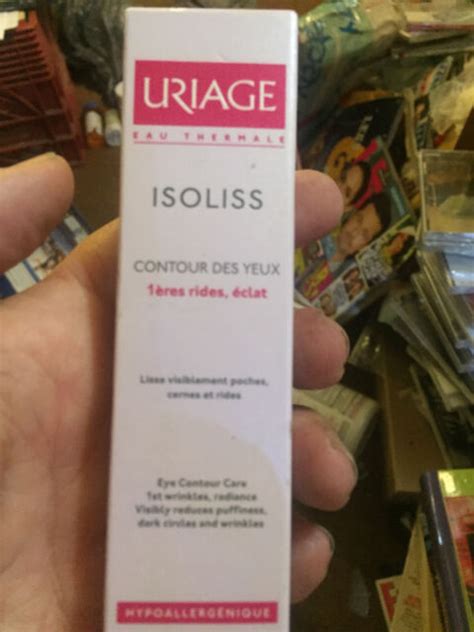 URIAGE
EAU THERMALE
ISOLISS
CONTOUR DES YEUX
1ères rides, éclat
Lisse visiblement poches,
cernes et rides
Eye Contour Care
1st wrinkles, radiance
Visibly reduces puffiness,
dark circles and wrinkles
HYPOALLERGÉNIQUE